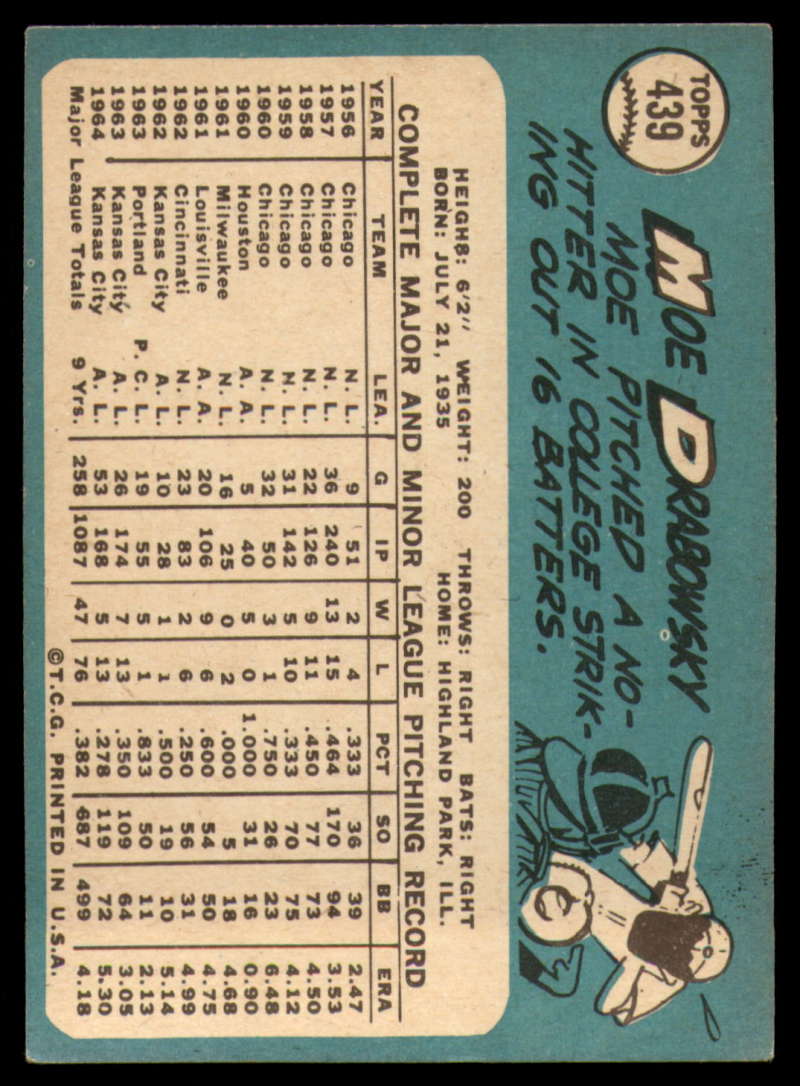 TOPPS
439
MOE DRABOWSKY
MOE PITCHED A NO-
HITTER IN COLLEGE STRIK-
ING OUT 16 BATTERS.
HEIGHS: 6'2" WEIGHT: 200 THROWS: RIGHT BATS: RIGHT
BORN: JULY 21, 1935 HOME: HIGHLAND PARK, ILL.
COMPLETE MAJOR AND MINOR LEAGUE PITCHING RECORD
YEAR TEAM LEA. G IP W L PCT SO BB ERA
1956 Chicago N. L. 9 51 2 4 .333 36 39 2.47
1957 Chicago N. L. 36 240 13 15 .464 170 94 3.53
1958 Chicago N. L. 22 126 9 11 .450 77 73 4.50
1959 Chicago N. L. 31 142 5 10 .333 70 75 4.12
1960 Chicago N. L. 32 50 3 1 .750 26 23 6.48
1960 Houston A. A. 5 40 5 0 1.000 31 16 0.90
1961 Milwaukee N. L. 16 25 0 2 .000 5 18 4.68
1961 Louisville A. A. 20 106 9 6 .600 54 50 4.75
1962 Cincinnati N. L. 23 83 2 6 .250 56 31 4.99
1962 Kansas City A. L. 10 28 1 1 .500 19 10 5.14
1963 Portland P. C. L. 19 55 5 1 .833 50 11 2.13
1963 Kansas City A. L. 26 174 7 13 .350 109 64 3.05
1964 Kansas City A. L. 53 168 5 13 .278 119 72 5.30
Major League Totals 9 Yrs. 258 1087 47 76 .382 687 499 4.18
©T.C.G. PRINTED IN U.S.A.